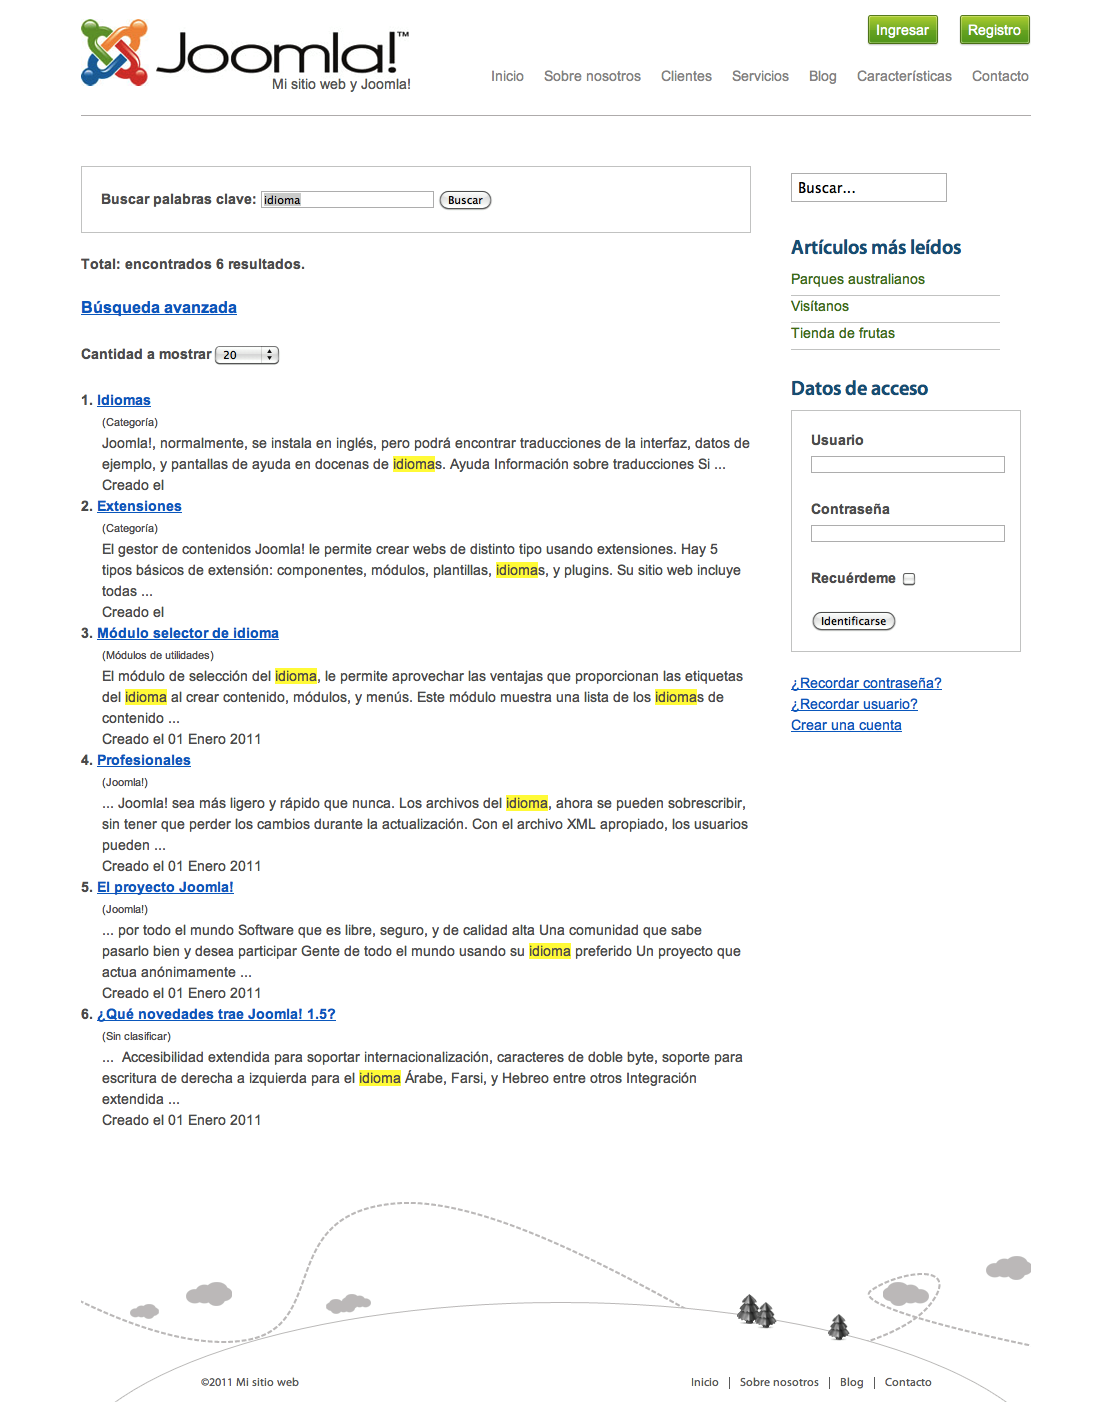 Joomla!™
Mi sitio web y Joomla!
Ingresar Registro
Inicio Sobre nosotros Clientes Servicios Blog Características Contacto
Buscar palabras clave: idioma Buscar
Total: encontrados 6 resultados.
Búsqueda avanzada
Cantidad a mostrar 20
1. Idiomas
(Categoría)
Joomla!, normalmente, se instala en inglés, pero podrá encontrar traducciones de la interfaz, datos de
ejemplo, y pantallas de ayuda en docenas de idiomas. Ayuda Información sobre traducciones Si ...
Creado el
2. Extensiones
(Categoría)
El gestor de contenidos Joomla! le permite crear webs de distinto tipo usando extensiones. Hay 5
tipos básicos de extensión: componentes, módulos, plantillas, idiomas, y plugins. Su sitio web incluye
todas ...
Creado el
3. Módulo selector de idioma
(Módulos de utilidades)
El módulo de selección del idioma, le permite aprovechar las ventajas que proporcionan las etiquetas
del idioma al crear contenido, módulos, y menús. Este módulo muestra una lista de los idiomas de
contenido ...
Creado el 01 Enero 2011
4. Profesionales
(Joomla!)
... Joomla! sea más ligero y rápido que nunca. Los archivos del idioma, ahora se pueden sobrescribir,
sin tener que perder los cambios durante la actualización. Con el archivo XML apropiado, los usuarios
pueden ...
Creado el 01 Enero 2011
5. El proyecto Joomla!
(Joomla!)
... por todo el mundo Software que es libre, seguro, y de calidad alta Una comunidad que sabe
pasarlo bien y desea participar Gente de todo el mundo usando su idioma preferido Un proyecto que
actua anónimamente ...
Creado el 01 Enero 2011
6. ¿Qué novedades trae Joomla! 1.5?
(Sin clasificar)
... Accesibilidad extendida para soportar internacionalización, caracteres de doble byte, soporte para
escritura de derecha a izquierda para el idioma Árabe, Farsi, y Hebreo entre otros Integración
extendida ...
Creado el 01 Enero 2011
Buscar...
Artículos más leídos
Parques australianos
Visítanos
Tienda de frutas
Datos de acceso
Usuario
Contraseña
Recuérdeme
Identificarse
¿Recordar contraseña?
¿Recordar usuario?
Crear una cuenta
©2011 Mi sitio web
Inicio | Sobre nosotros | Blog | Contacto